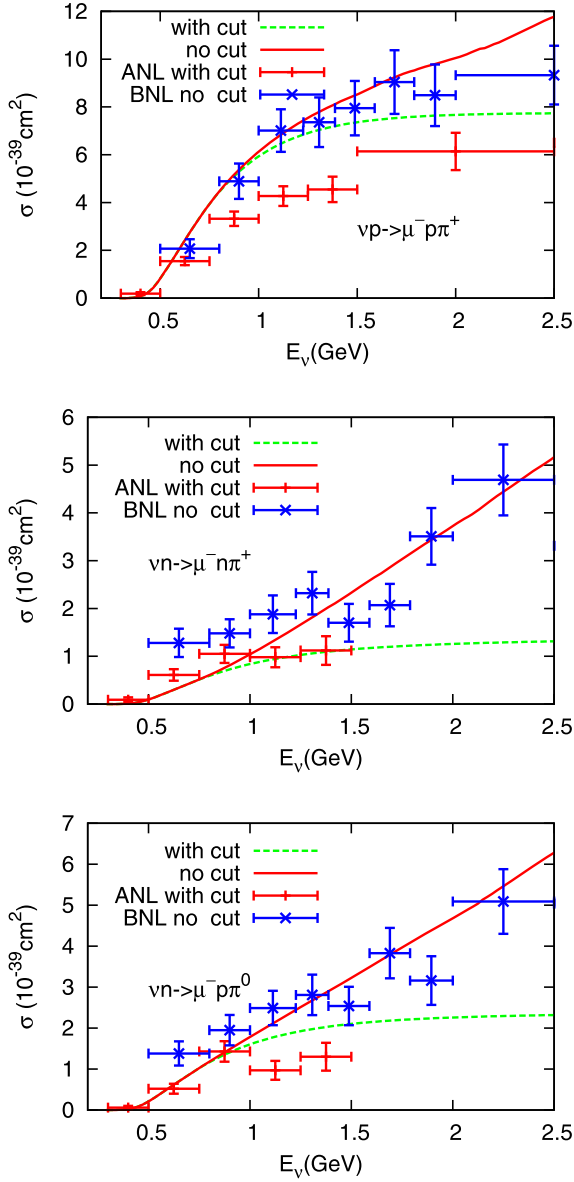 with cut
no cut
ANL with cut
BNL no cut
12
10
8
6
4
2
0
σ (10⁻³⁹cm²)
νp->μ⁻pπ⁺
0.5 1 1.5 2 2.5
Eν(GeV)
with cut
no cut
ANL with cut
BNL no cut
6
5
4
3
2
1
0
σ (10⁻³⁹cm²)
νn->μ⁻nπ⁺
0.5 1 1.5 2 2.5
Eν(GeV)
with cut
no cut
ANL with cut
BNL no cut
7
6
5
4
3
2
1
0
σ (10⁻³⁹cm²)
νn->μ⁻pπ⁰
0.5 1 1.5 2 2.5
Eν(GeV)